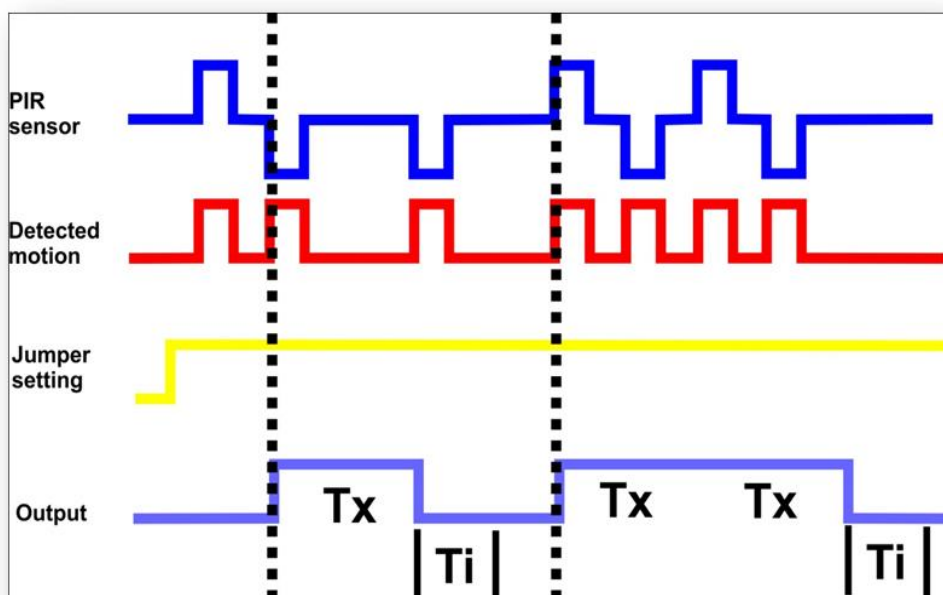 PIR
sensor
Detected
motion
Jumper
setting
Output
Tx
Tx
Tx
Ti
Ti